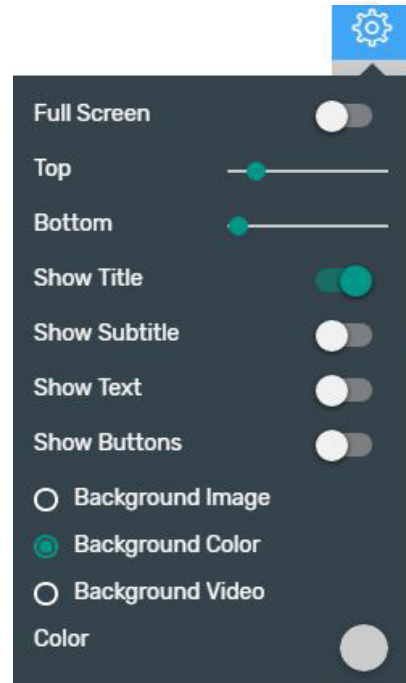 Full Screen
Top
Bottom
Show Title
Show Subtitle
Show Text
Show Buttons
Background Image
Background Color
Background Video
Color